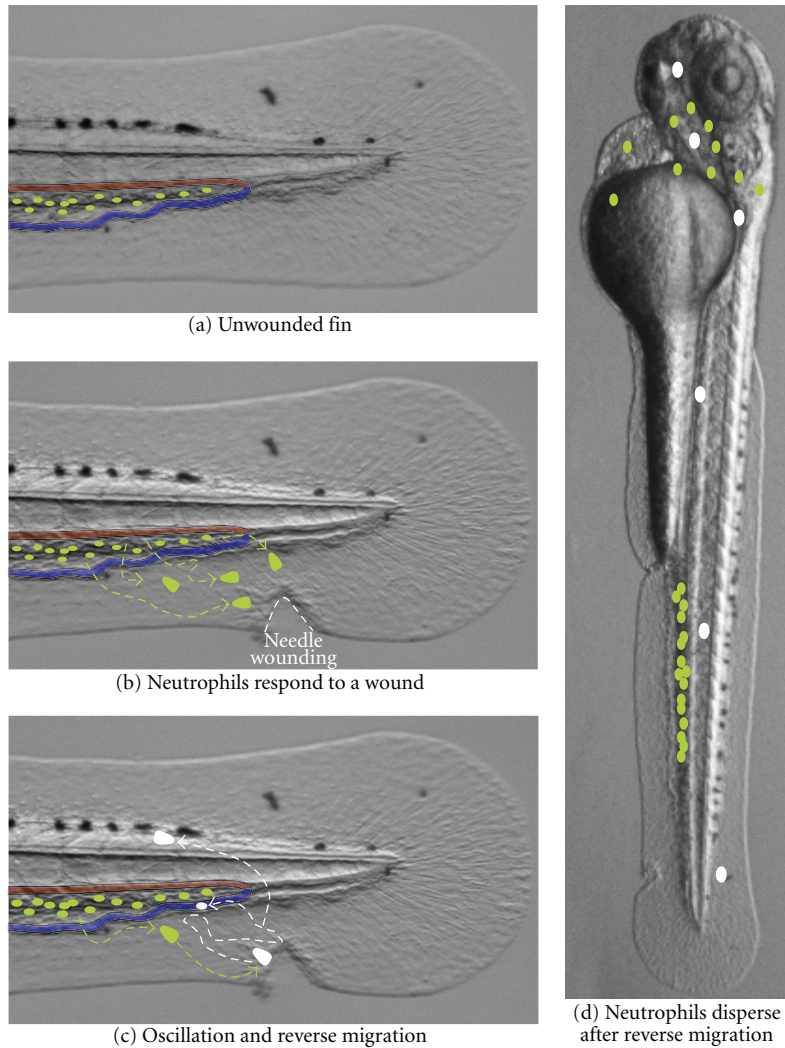 (a) Unwounded fin
Needle
wounding
(b) Neutrophils respond to a wound
(c) Oscillation and reverse migration
(d) Neutrophils disperse
after reverse migration